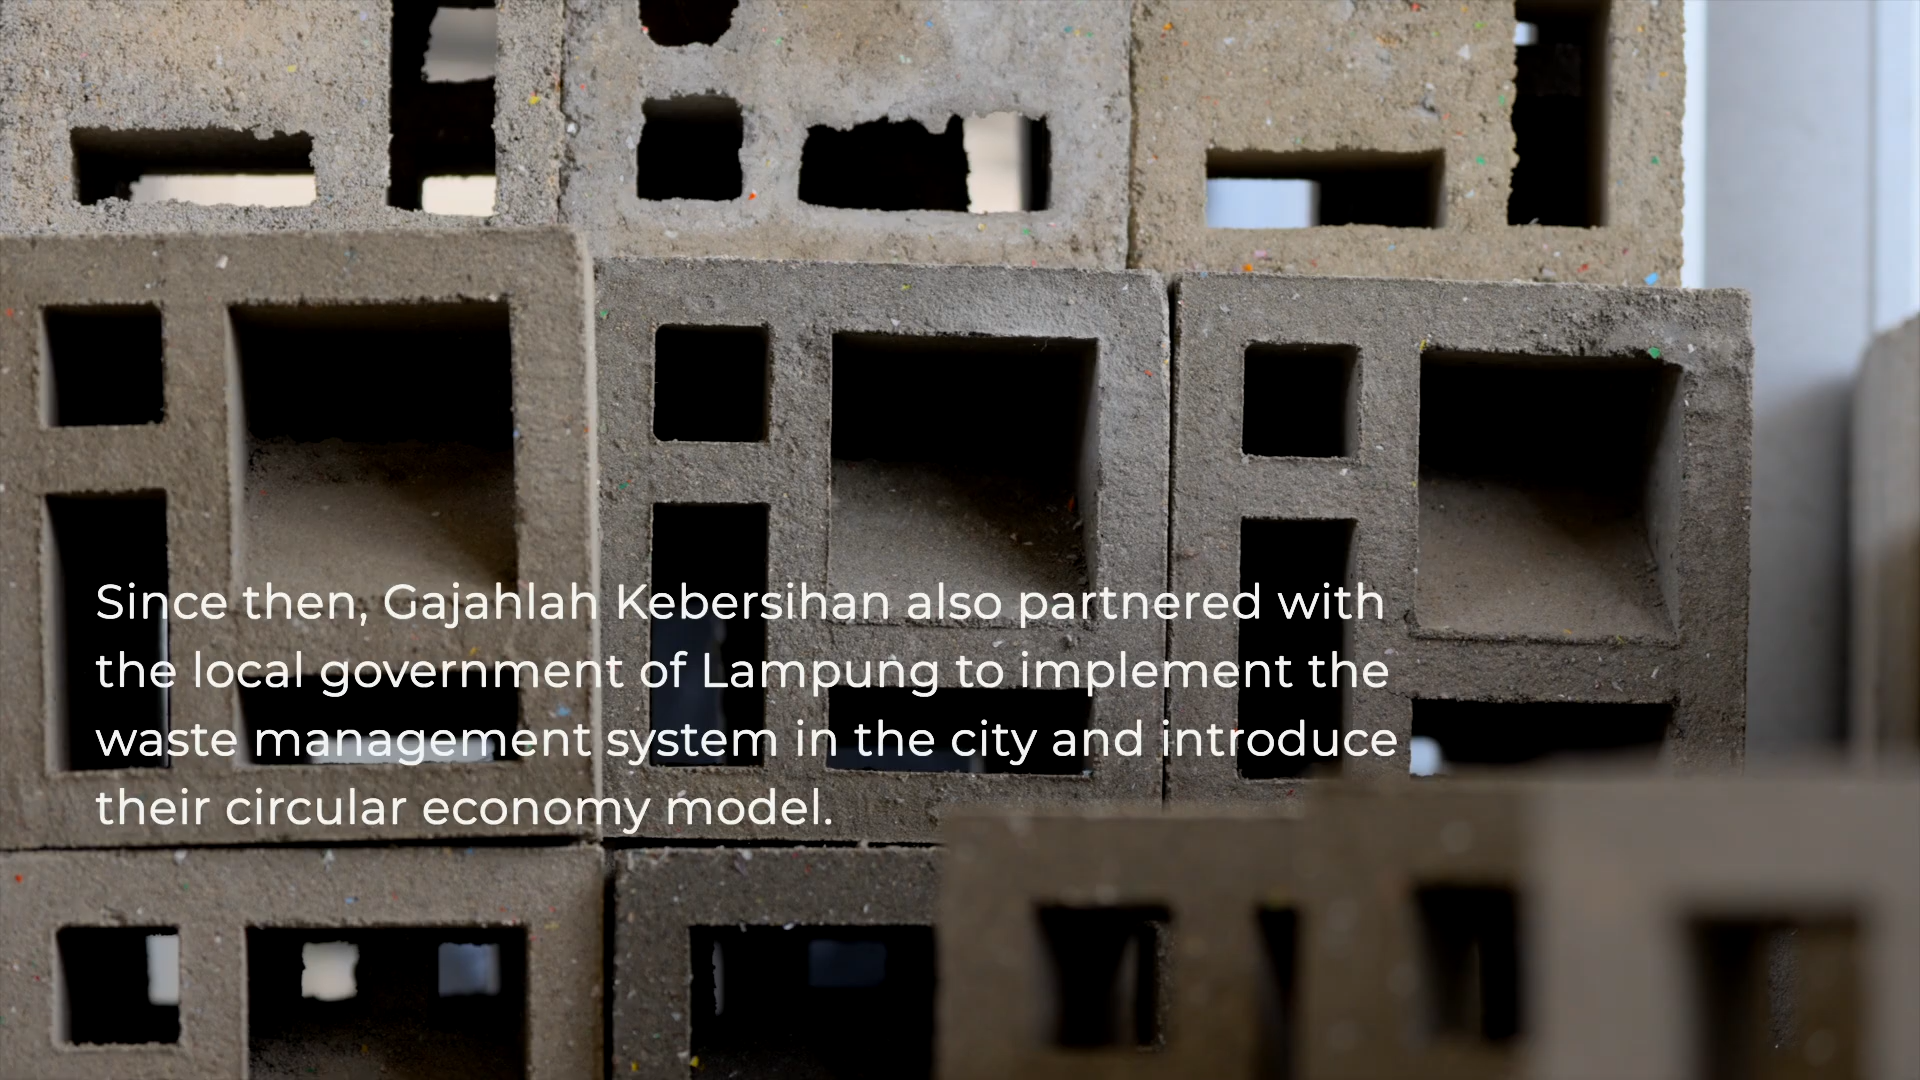 Since then, Gajahlah Kebersihan also partnered with
the local government of Lampung to implement the
waste management system in the city and introduce
their circular economy model.